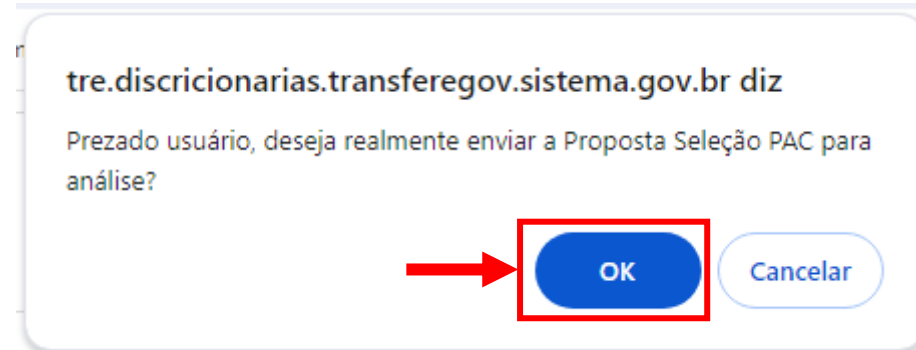 tre.discricionarias.transferegov.sistema.gov.br diz
Prezado usuário, deseja realmente enviar a Proposta Seleção PAC para
análise?
OK
Cancelar